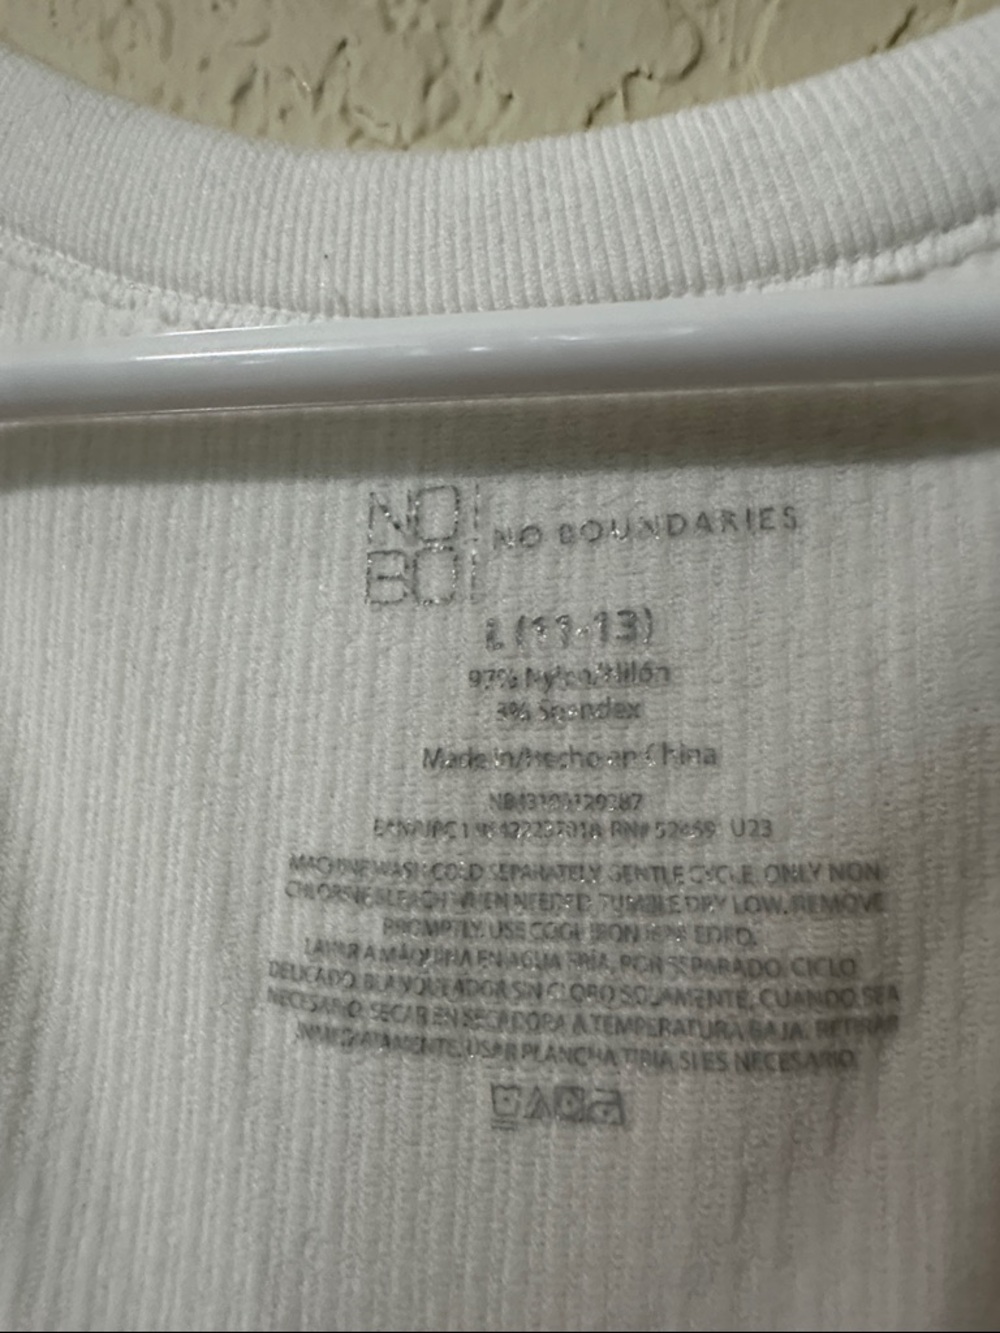 NO
BO
NO BOUNDARIES
L (11-13)
97% Nylon/Nilón
3% Spandex
Made in/Hecho en China
RN# 52469 U23
MACHINE WASH COLD SEPARATELY GENTLE CYCLE. ONLY NON
CHLORINE BLEACH WHEN NEEDED. TUMBLE DRY LOW. REMOVE
PROMPTLY. USE COOL IRON IF NEEDED.
LAVAR A MÁQUINA EN AGUA FRÍA, POR SEPARADO. CICLO
DELICADO. BLANQUEADOR SIN CLORO SOLAMENTE, CUANDO SEA
NECESARIO. SECAR EN SECADORA A TEMPERATURA BAJA. RETIRAR
INMEDIATAMENTE. USAR PLANCHA TIBIA SI ES NECESARIO.